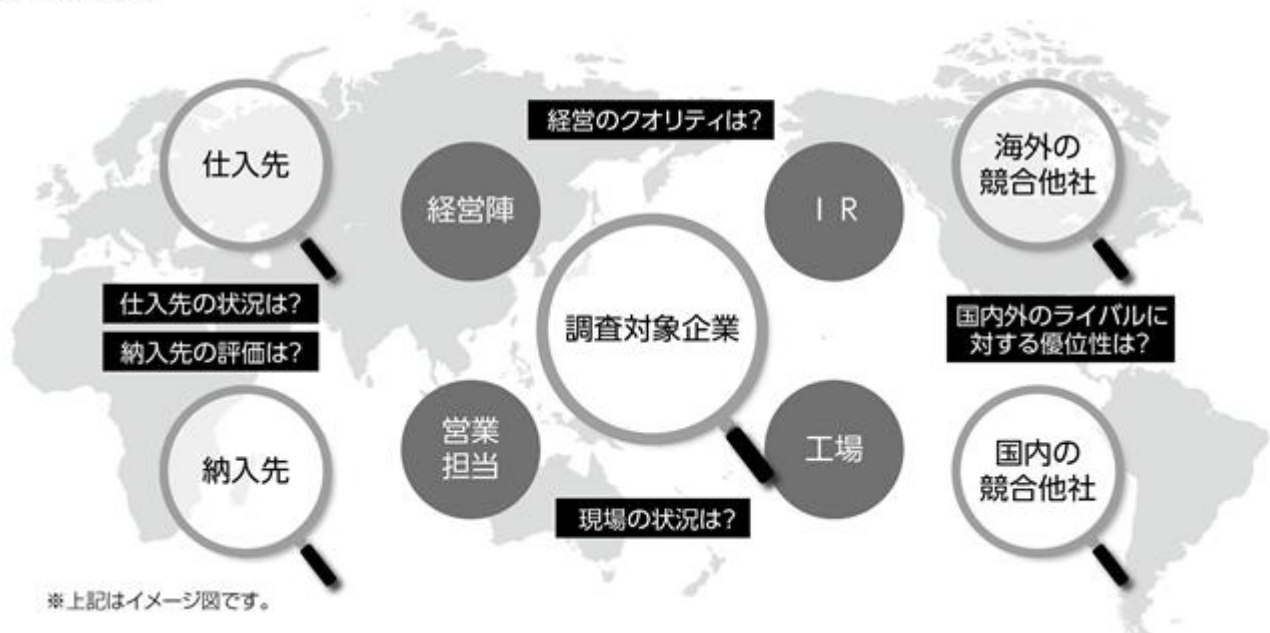 経営のクオリティは?
仕入先
経営陣
ＩＲ
海外の
競合他社
仕入先の状況は?
納入先の評価は?
調査対象企業
国内外のライバルに
対する優位性は?
納入先
営業
担当
工場
国内の
競合他社
現場の状況は?
※上記はイメージ図です。